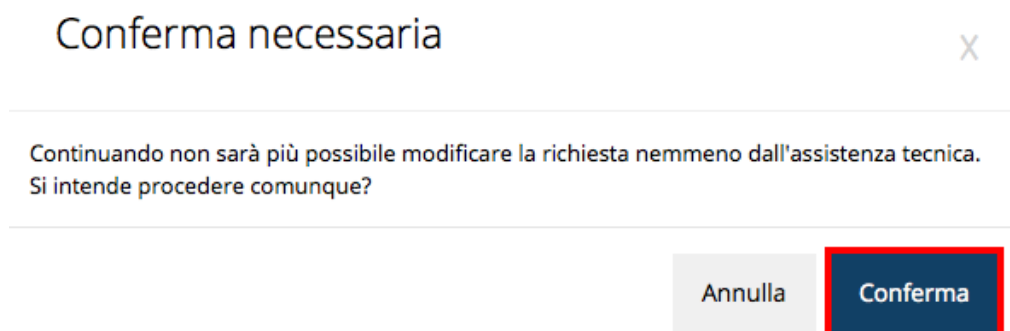 Conferma necessaria
X
Continuando non sarà più possibile modificare la richiesta nemmeno dall'assistenza tecnica.
Si intende procedere comunque?
Annulla
Conferma